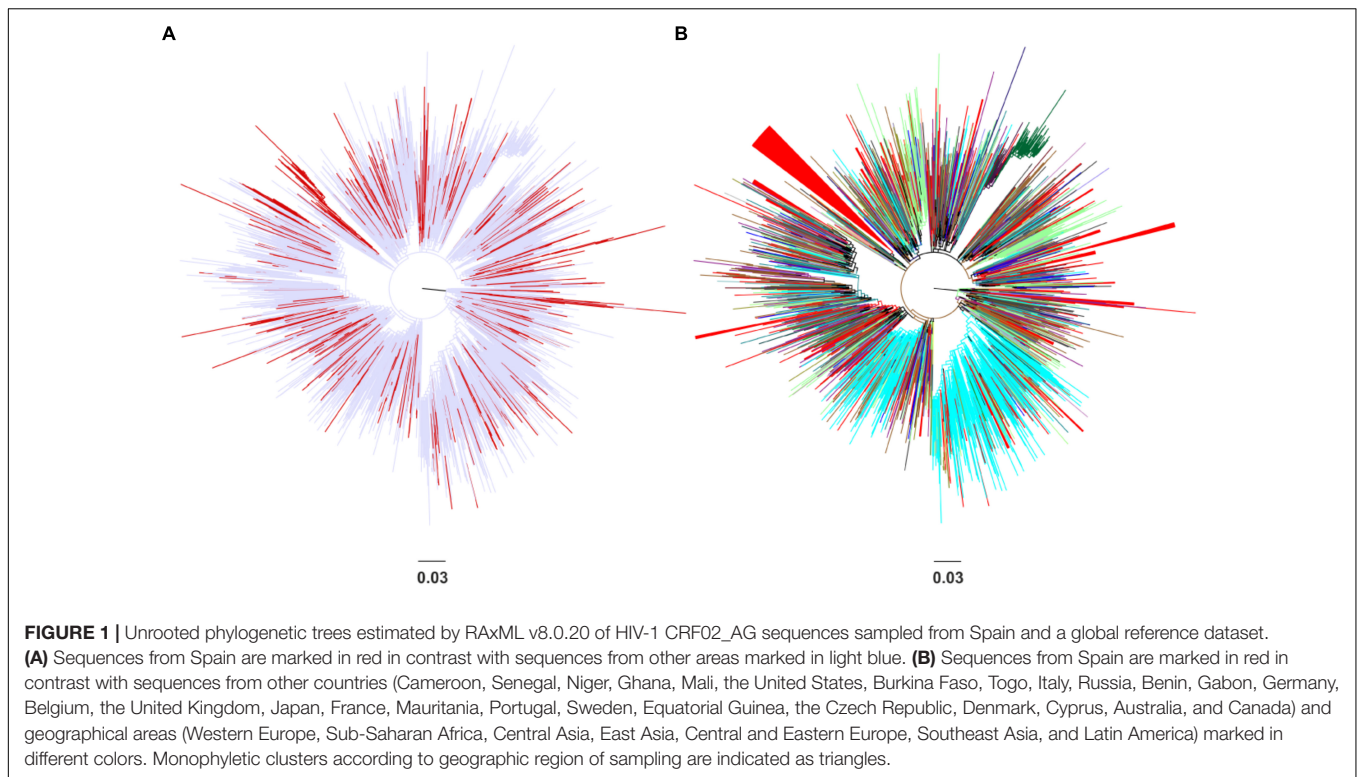 A
B
0.03
0.03
FIGURE 1 | Unrooted phylogenetic trees estimated by RAxML v8.0.20 of HIV-1 CRF02_AG sequences sampled from Spain and a global reference dataset.
(A) Sequences from Spain are marked in red in contrast with sequences from other areas marked in light blue. (B) Sequences from Spain are marked in red in
contrast with sequences from other countries (Cameroon, Senegal, Niger, Ghana, Mali, the United States, Burkina Faso, Togo, Italy, Russia, Benin, Gabon, Germany,
Belgium, the United Kingdom, Japan, France, Mauritania, Portugal, Sweden, Equatorial Guinea, the Czech Republic, Denmark, Cyprus, Australia, and Canada) and
geographical areas (Western Europe, Sub-Saharan Africa, Central Asia, East Asia, Central and Eastern Europe, Southeast Asia, and Latin America) marked in
different colors. Monophyletic clusters according to geographic region of sampling are indicated as triangles.